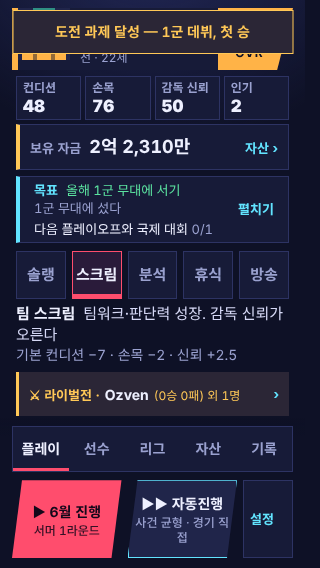 도전 과제 달성 — 1군 데뷔, 첫 승
전 · 22세
OVR
컨디션
48
손목
76
감독 신뢰
50
인기
2
보유 자금 2억 2,310만
자산 ›
목표 올해 1군 무대에 서기
1군 무대에 섰다
다음 플레이오프와 국제 대회 0/1
펼치기
솔랭
스크림
분석
휴식
방송
팀 스크림 팀워크·판단력 성장. 감독 신뢰가
오른다
기본 컨디션 −7 · 손목 −2 · 신뢰 +2.5
⚔ 라이벌전 · Ozven (0승 0패) 외 1명 ›
플레이
선수
리그
자산
기록
▶ 6월 진행
서머 1라운드
▶▶ 자동진행
사건 균형 · 경기 직
접
설정